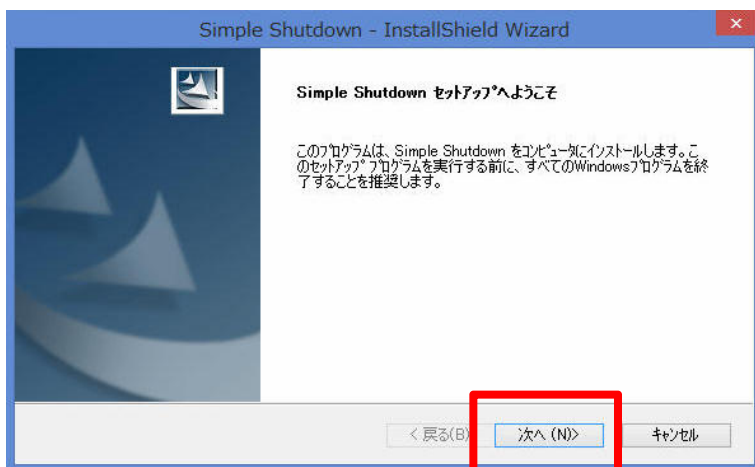 Simple Shutdown - InstallShield Wizard
Simple Shutdown ｾｯﾄｱｯﾌﾟへようこそ
このﾌﾟﾛｸﾞﾗﾑは、Simple Shutdown をｺﾝﾋﾟｭｰﾀにｲﾝｽﾄｰﾙします。こ
のｾｯﾄｱｯﾌﾟ ﾌﾟﾛｸﾞﾗﾑを実行する前に、すべてのWindowsﾌﾟﾛｸﾞﾗﾑを終
了することを推奨します。
< 戻る(B)
次へ (N)>
ｷｬﾝｾﾙ